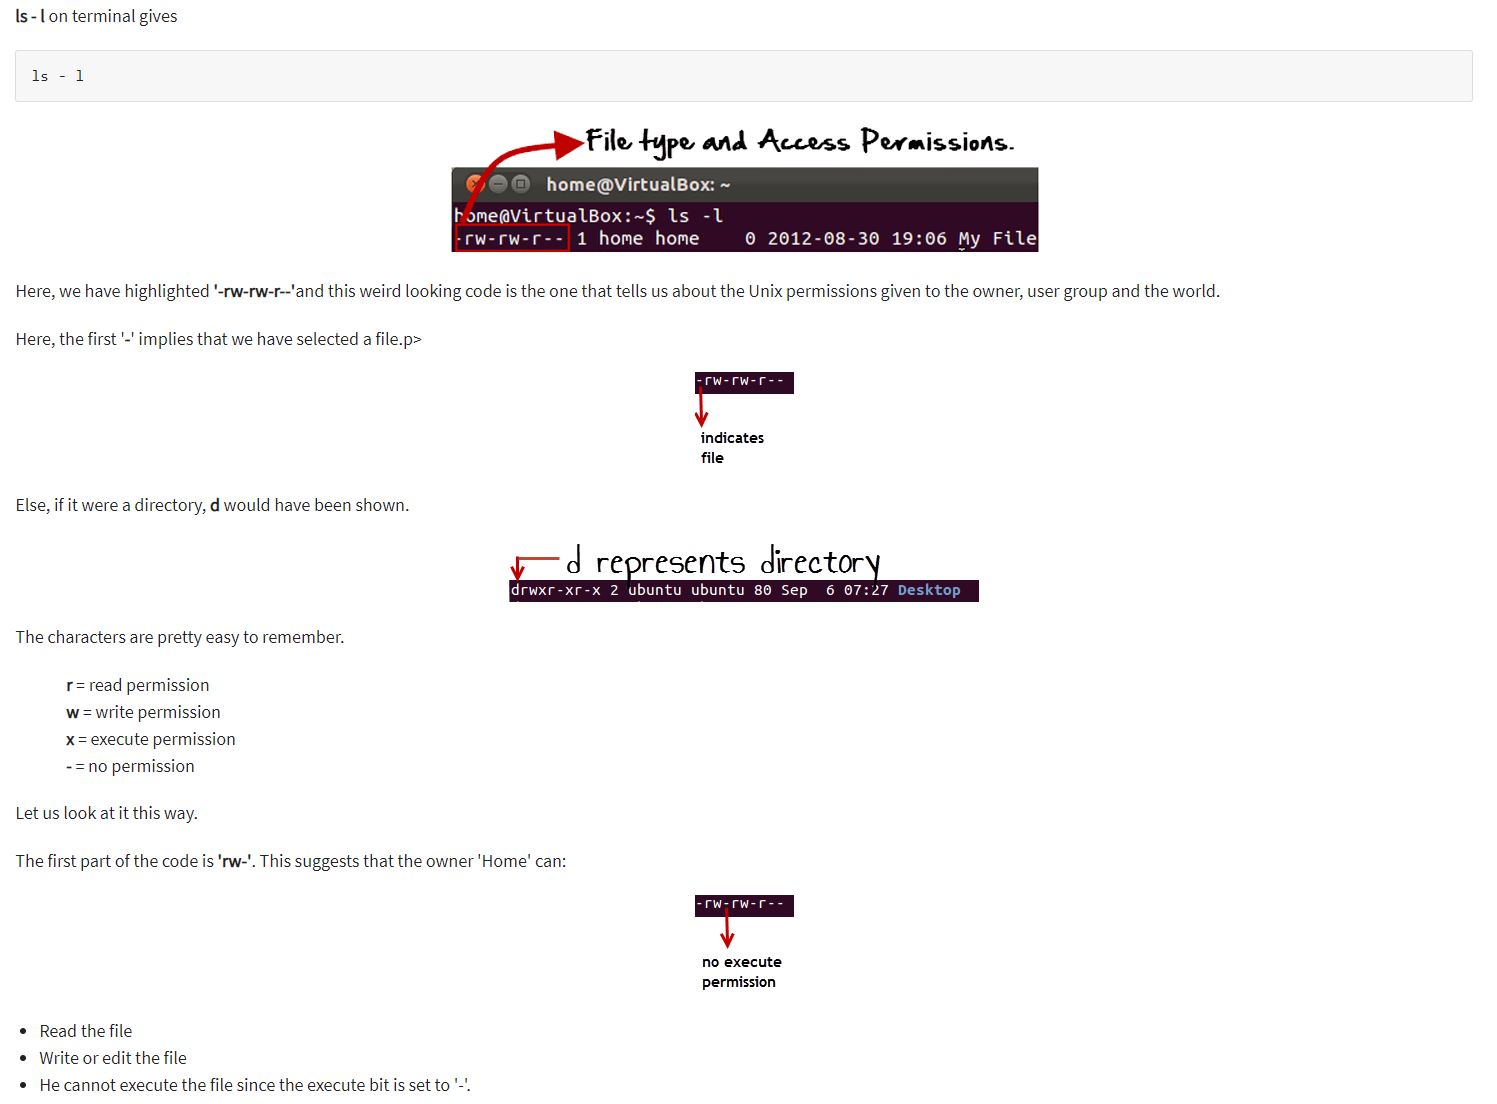 ls - l on terminal gives
ls - l
File type and Access Permissions.
home@VirtualBox: ~
home@VirtualBox:~$ ls -l
-rw-rw-r-- 1 home home 0 2012-08-30 19:06 My File
Here, we have highlighted '-rw-rw-r--'and this weird looking code is the one that tells us about the Unix permissions given to the owner, user group and the world.
Here, the first '-' implies that we have selected a file.p>
-rw-rw-r--
indicates
file
Else, if it were a directory, d would have been shown.
d represents directory
drwxr-xr-x 2 ubuntu ubuntu 80 Sep 6 07:27 Desktop
The characters are pretty easy to remember.
r = read permission
w = write permission
x = execute permission
- = no permission
Let us look at it this way.
The first part of the code is 'rw-'. This suggests that the owner 'Home' can:
-rw-rw-r--
no execute
permission
• Read the file
• Write or edit the file
• He cannot execute the file since the execute bit is set to '-'.